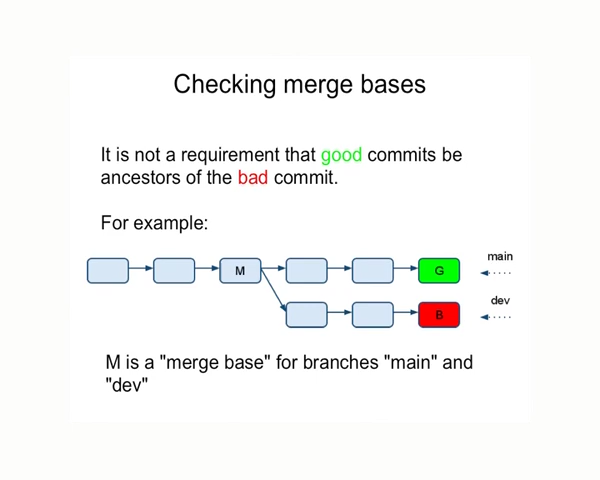 Checking merge bases
It is not a requirement that good commits be
ancestors of the bad commit.
For example:
main
M
G
dev
B
M is a "merge base" for branches "main" and
"dev"